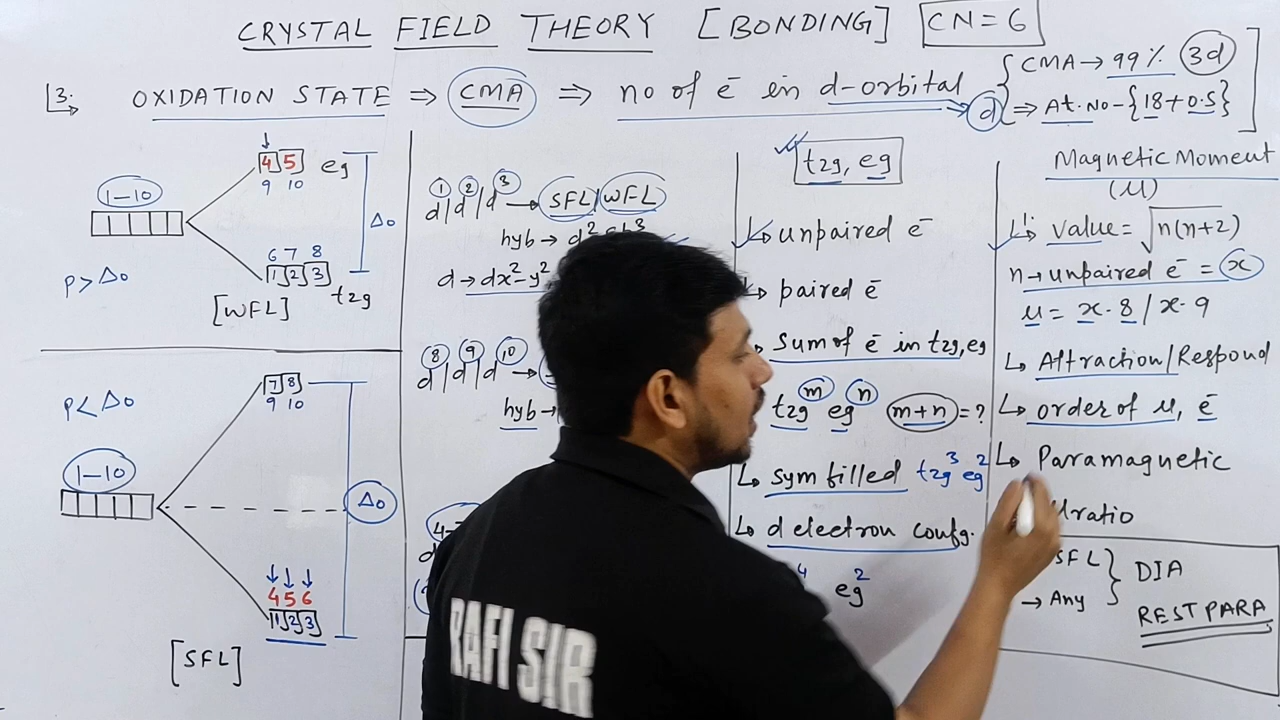 CRYSTAL FIELD THEORY [BONDING] CN=6
3. OXIDATION STATE ⇒ CMA ⇒ no of ē in d-orbital
CMA → 99% 3d
d ⇒ At.No - {18+0.S}
1-10
4 5 eg
9 10
Δo
6 7 8
1 2 3 t2g
P > Δo
[WFL]
P < Δo
1-10
7 8
9 10
Δo
4 5 6
1 2 3
[SFL]
1 2 3
d/d/d → SFL/WFL
hyb → d²
d → dx²-y²
8 9 10
d/d/d →
hyb →
t2g, eg
↳ unpaired ē
↳ paired ē
sum of ē in t2g, eg
t2g^m eg^n (m+n) = ?
↳ sym filled t2g³ eg²
↳ d electron config.
4 eg²
Magnetic Moment
(μ)
↳ 1. value = √n(n+2)
n → unpaired ē = x
μ = x.8 / x.9
↳ Attraction/Respond
↳ order of μ, ē
↳ Paramagnetic
ratio
SFL } DIA
→ Any
REST PARA
RAFI SIR